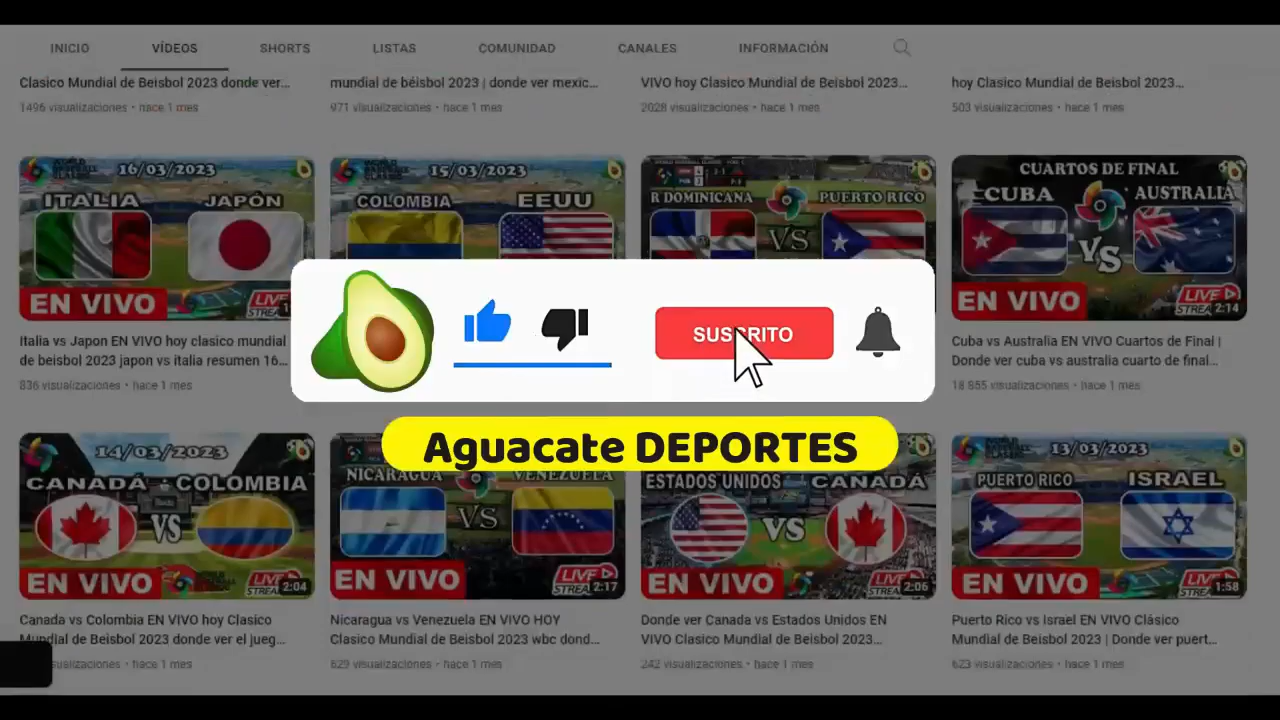 INICIO
VÍDEOS
SHORTS
LISTAS
COMUNIDAD
CANALES
INFORMACIÓN
Clasico Mundial de Beisbol 2023 donde ver...
1496 visualizaciones • hace 1 mes
mundial de béisbol 2023 | donde ver mexic...
971 visualizaciones • hace 1 mes
VIVO hoy Clasico Mundial de Beisbol 2023...
2028 visualizaciones • hace 1 mes
hoy Clasico Mundial de Beisbol 2023...
503 visualizaciones • hace 1 mes
16/03/2023
ITALIA JAPÓN
EN VIVO
LIVE
Italia vs Japon EN VIVO hoy clasico mundial
de beisbol 2023 japon vs italia resumen 16...
836 visualizaciones • hace 1 mes
15/03/2023
COLOMBIA EEUU
R DOMINICANA PUERTO RICO
VS
CUARTOS DE FINAL
CUBA AUSTRALIA
VS
EN VIVO
LIVE
STREAM
2:14
Cuba vs Australia EN VIVO Cuartos de Final |
Donde ver cuba vs australia cuarto de final...
18 855 visualizaciones • hace 1 mes
SUSCRITO
Aguacate DEPORTES
14/03/2023
CANADÁ COLOMBIA
VS
EN VIVO
LIVE
2:04
Canada vs Colombia EN VIVO hoy Clasico
Mundial de Beisbol 2023 donde ver el jueg...
visualizaciones • hace 1 mes
NICARAGUA VENEZUELA
VS
EN VIVO
LIVE
STREAM
2:17
Nicaragua vs Venezuela EN VIVO HOY
Clasico Mundial de Beisbol 2023 wbc dond...
629 visualizaciones • hace 1 mes
ESTADOS UNIDOS CANADÁ
VS
EN VIVO
LIVE
2:06
Donde ver Canada vs Estados Unidos EN
VIVO Clasico Mundial de Beisbol 2023...
242 visualizaciones • hace 1 mes
13/03/2023
PUERTO RICO ISRAEL
EN VIVO
LIVE
1:58
Puerto Rico vs Israel EN VIVO Clásico
Mundial de Beisbol 2023 | Donde ver puert...
623 visualizaciones • hace 1 mes